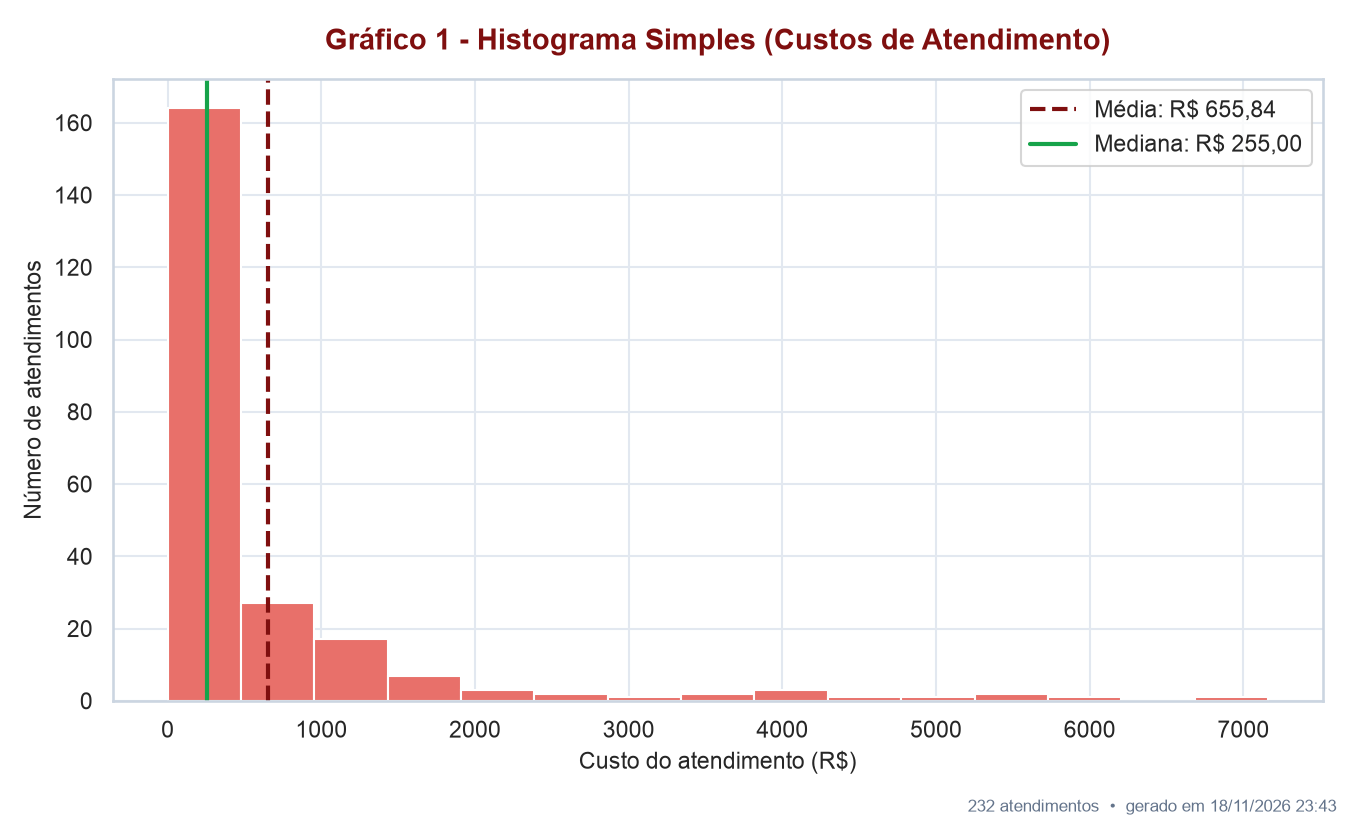 Gráfico 1 - Histograma Simples (Custos de Atendimento)
Média: R$ 655,84
Mediana: R$ 255,00
Número de atendimentos
160
140
120
100
80
60
40
20
0
0 1000 2000 3000 4000 5000 6000 7000
Custo do atendimento (R$)
232 atendimentos • gerado em 18/11/2026 23:43